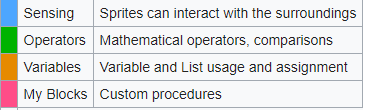 Sensing Sprites can interact with the surroundings
Operators Mathematical operators, comparisons
Variables Variable and List usage and assignment
My Blocks Custom procedures